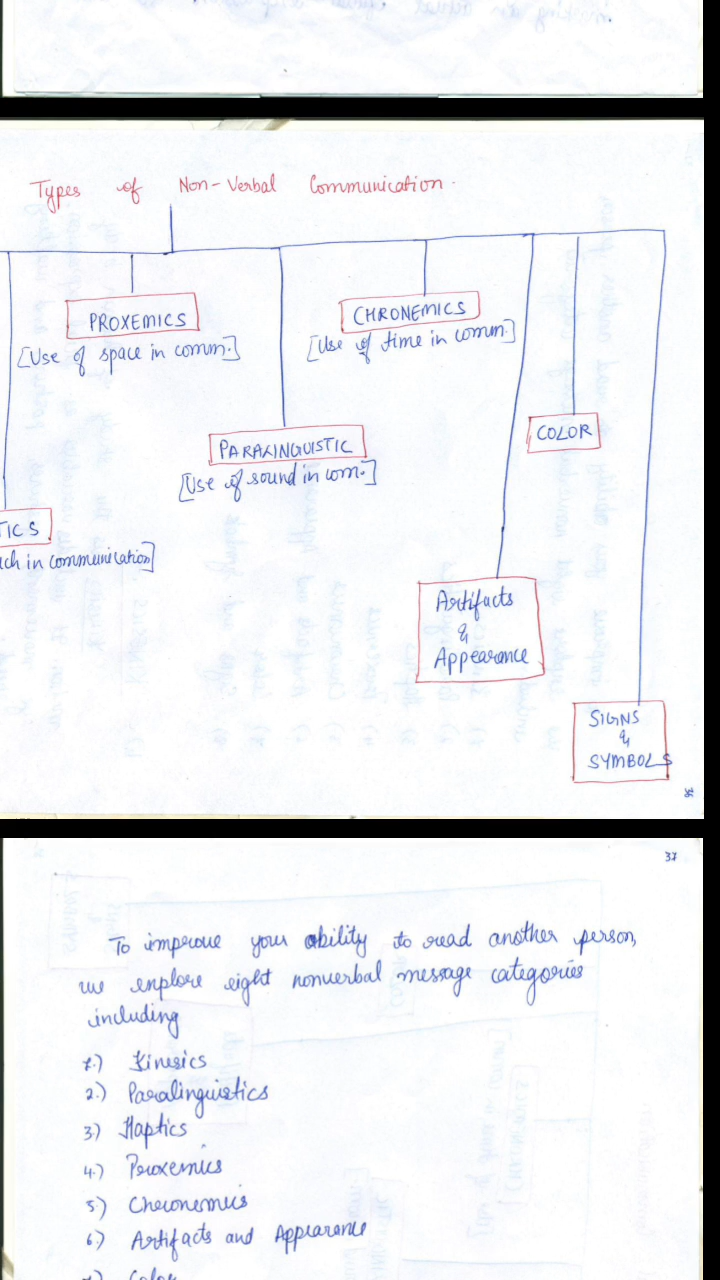 Types of Non-Verbal Communication.
PROXEMICS
[Use of space in comm.]
CHRONEMICS
[Use of time in comm.]
PARALINGUISTIC
[Use of sound in com.]
COLOR
TICS
ch in communication]
Artifacts
&
Appearance
SIGNS
&
SYMBOLS
36
37
To improve your ability to read another person,
we explore eight nonverbal message categories
including
1.) Kinesics
2.) Paralinguistics
3.) Haptics
4.) Proxemics
5.) Chronemics
6.) Artifacts and Appearance
7.) Color